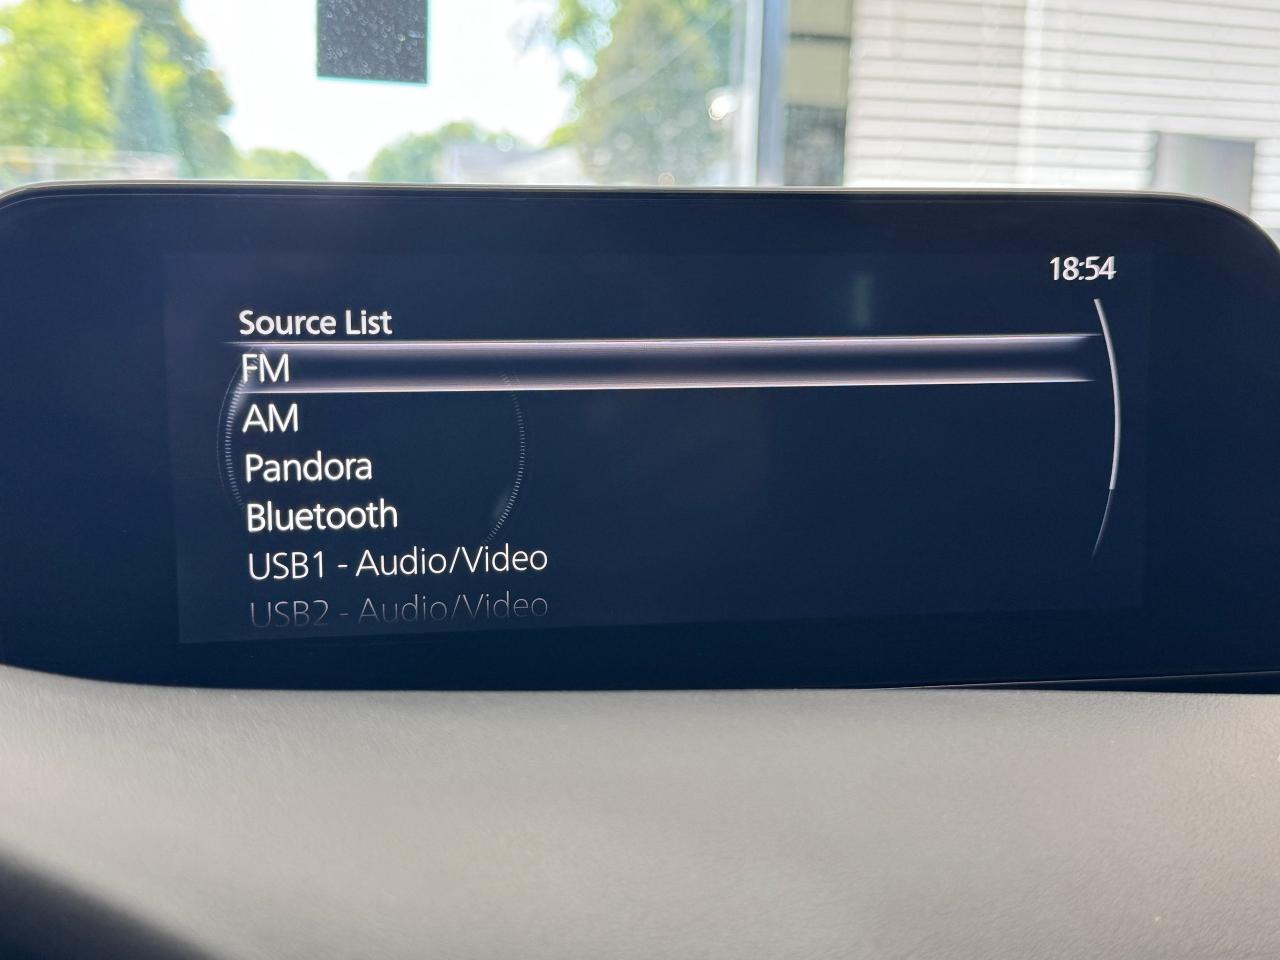 18:54
Source List
FM
AM
Pandora
Bluetooth
USB1 - Audio/Video
USB2 - Audio/Video